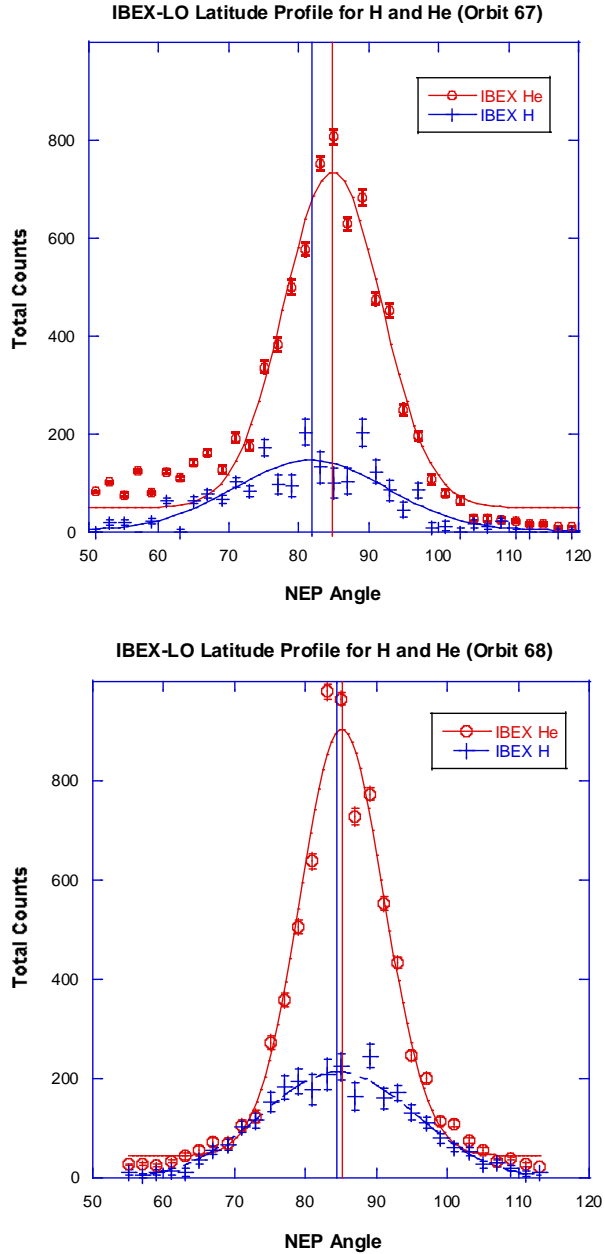 IBEX-LO Latitude Profile for H and He (Orbit 67)
IBEX He
IBEX H
800
600
400
200
0
Total Counts
50 60 70 80 90 100 110 120
NEP Angle
IBEX-LO Latitude Profile for H and He (Orbit 68)
IBEX He
IBEX H
800
600
400
200
0
Total Counts
50 60 70 80 90 100 110 120
NEP Angle